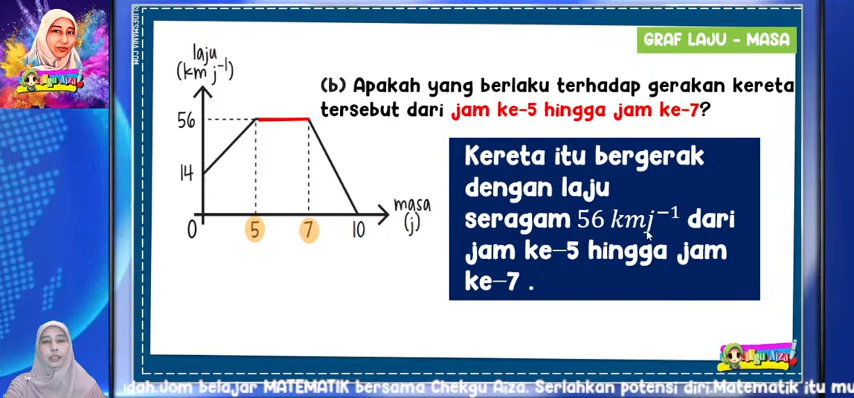 GRAF LAJU - MASA
laju
(km j⁻¹)
(b) Apakah yang berlaku terhadap gerakan kereta
tersebut dari jam ke-5 hingga jam ke-7?
56
14
0
5
7
10
masa
(j)
Kereta itu bergerak
dengan laju
seragam 56 kmj⁻¹ dari
jam ke-5 hingga jam
ke-7 .
Chekgu Aiza
dah.Jom belajar MATEMATIK bersama Chekgu Aiza. Serlahkan potensi diri.Matematik itu mu